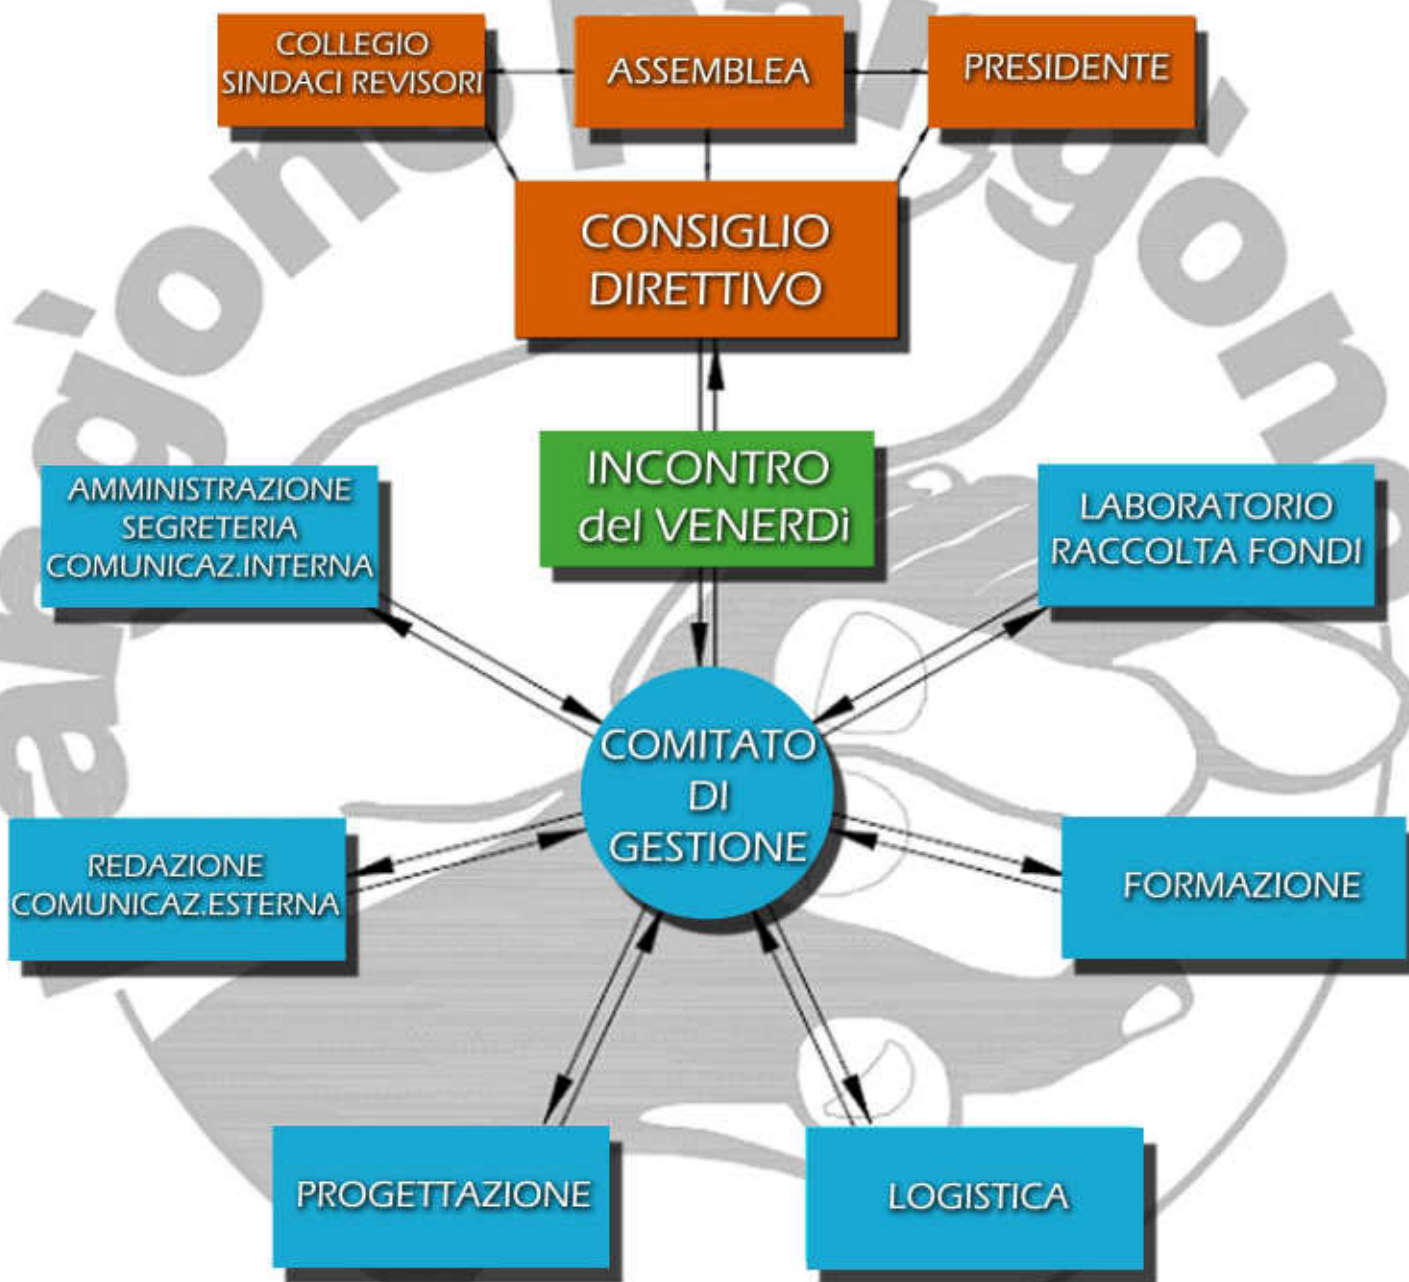 COLLEGIO
SINDACI REVISORI
ASSEMBLEA
PRESIDENTE
CONSIGLIO
DIRETTIVO
INCONTRO
del VENERDì
AMMINISTRAZIONE
SEGRETERIA
COMUNICAZ.INTERNA
LABORATORIO
RACCOLTA FONDI
COMITATO
DI
GESTIONE
REDAZIONE
COMUNICAZ.ESTERNA
FORMAZIONE
PROGETTAZIONE
LOGISTICA